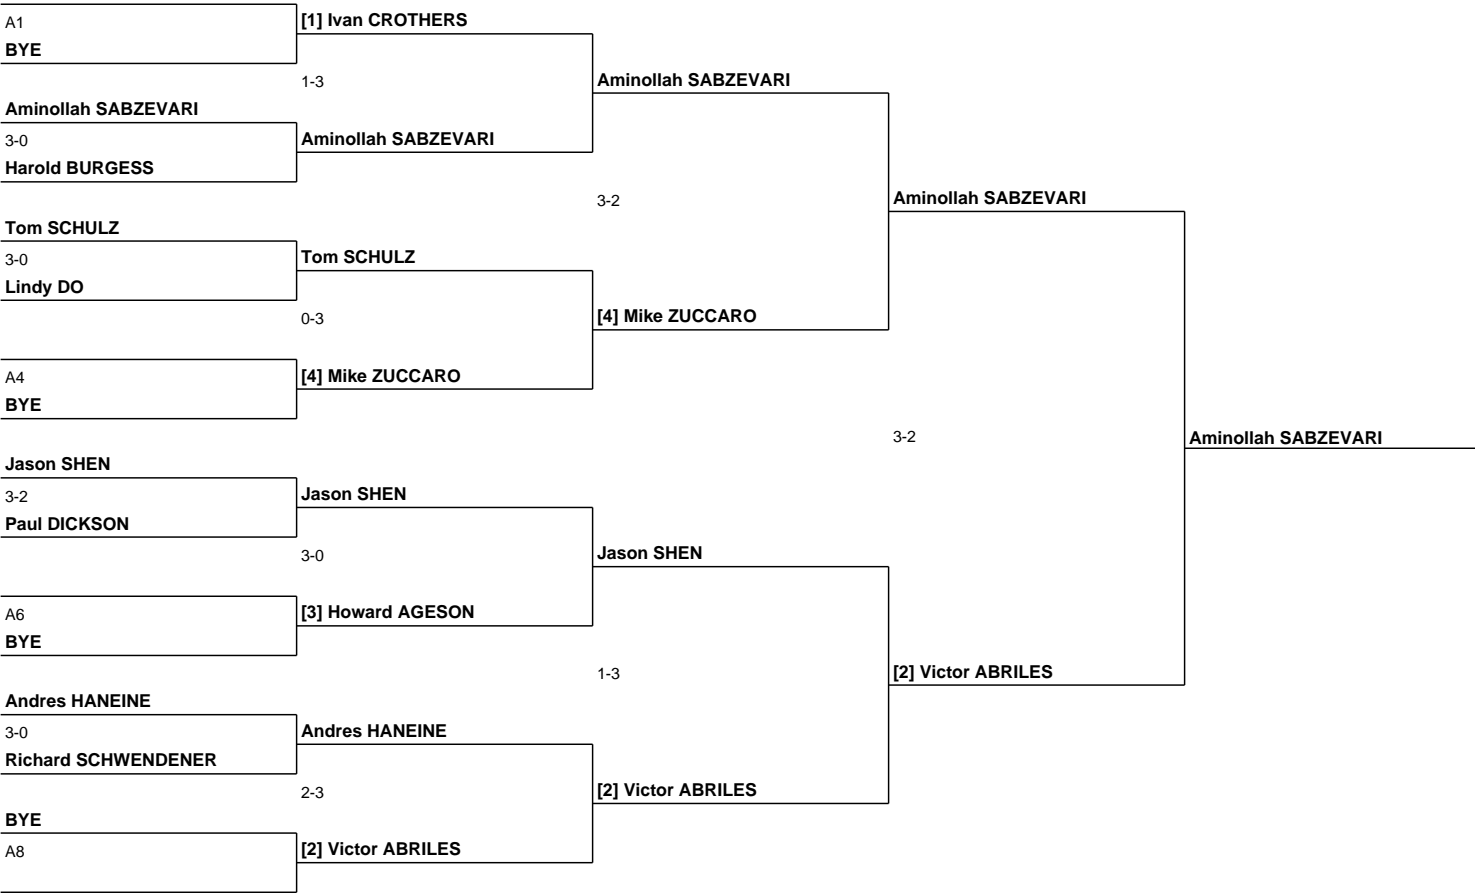 A1
BYE
[1] Ivan CROTHERS
1-3
Aminollah SABZEVARI
Aminollah SABZEVARI
3-0
Harold BURGESS
Aminollah SABZEVARI
3-2
Aminollah SABZEVARI
Tom SCHULZ
3-0
Lindy DO
Tom SCHULZ
0-3
[4] Mike ZUCCARO
A4
BYE
[4] Mike ZUCCARO
3-2
Aminollah SABZEVARI
Jason SHEN
3-2
Paul DICKSON
Jason SHEN
3-0
Jason SHEN
A6
BYE
[3] Howard AGESON
1-3
[2] Victor ABRILES
Andres HANEINE
3-0
Richard SCHWENDENER
Andres HANEINE
2-3
[2] Victor ABRILES
BYE
A8
[2] Victor ABRILES